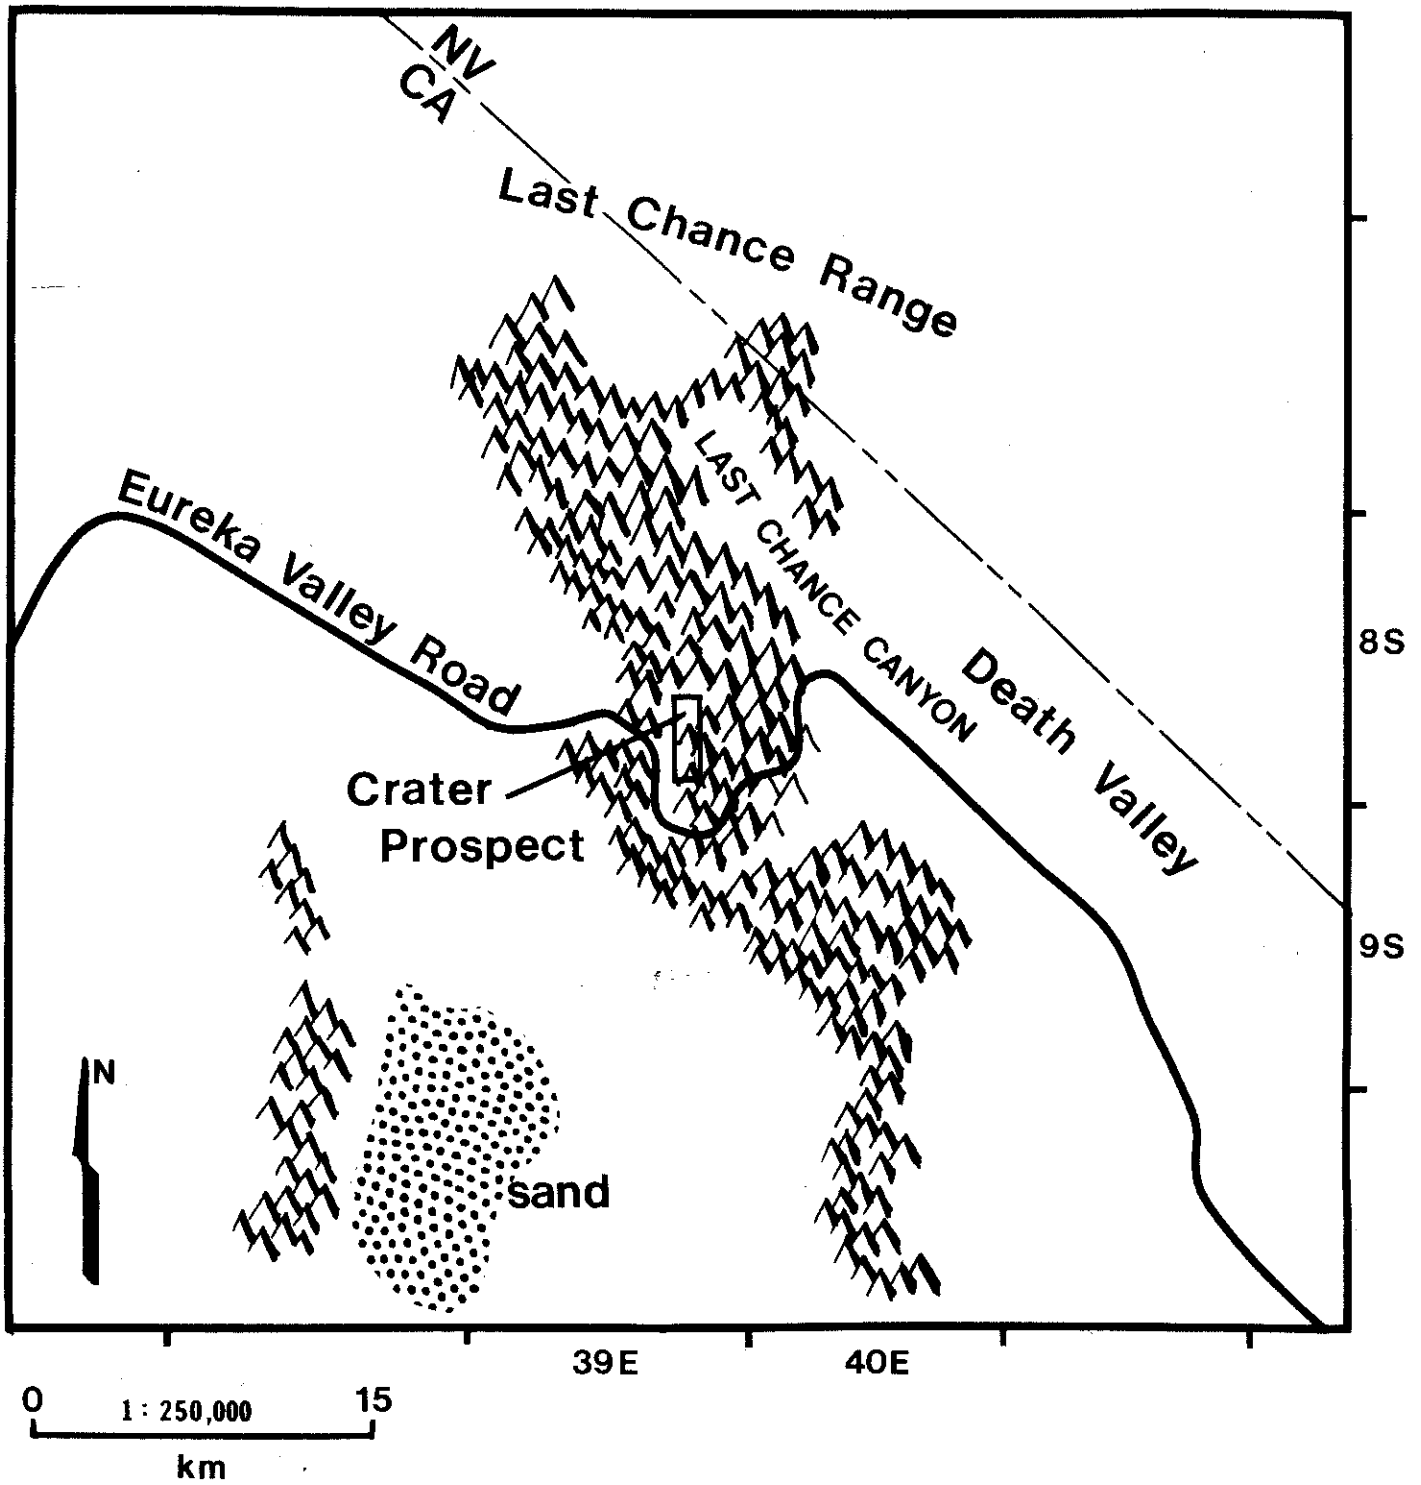 NV
CA
Last Chance Range
LAST CHANCE CANYON
Eureka Valley Road
8S
Death Valley
Crater
Prospect
9S
N
sand
39E
40E
0
1 : 250,000
15
km